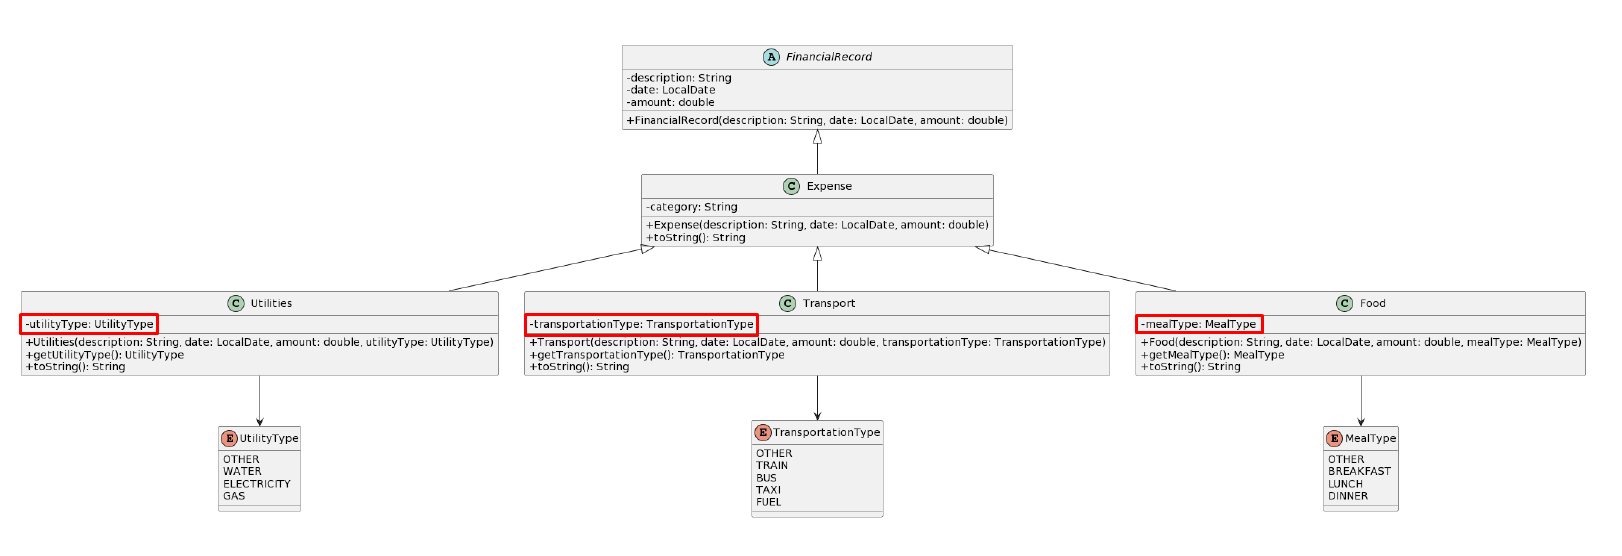 A FinancialRecord
-description: String
-date: LocalDate
-amount: double
+FinancialRecord(description: String, date: LocalDate, amount: double)
C Expense
-category: String
+Expense(description: String, date: LocalDate, amount: double)
+toString(): String
C Utilities
-utilityType: UtilityType
+Utilities(description: String, date: LocalDate, amount: double, utilityType: UtilityType)
+getUtilityType(): UtilityType
+toString(): String
C Transport
-transportationType: TransportationType
+Transport(description: String, date: LocalDate, amount: double, transportationType: TransportationType)
+getTransportationType(): TransportationType
+toString(): String
C Food
-mealType: MealType
+Food(description: String, date: LocalDate, amount: double, mealType: MealType)
+getMealType(): MealType
+toString(): String
E UtilityType
OTHER
WATER
ELECTRICITY
GAS
E TransportationType
OTHER
TRAIN
BUS
TAXI
FUEL
E MealType
OTHER
BREAKFAST
LUNCH
DINNER